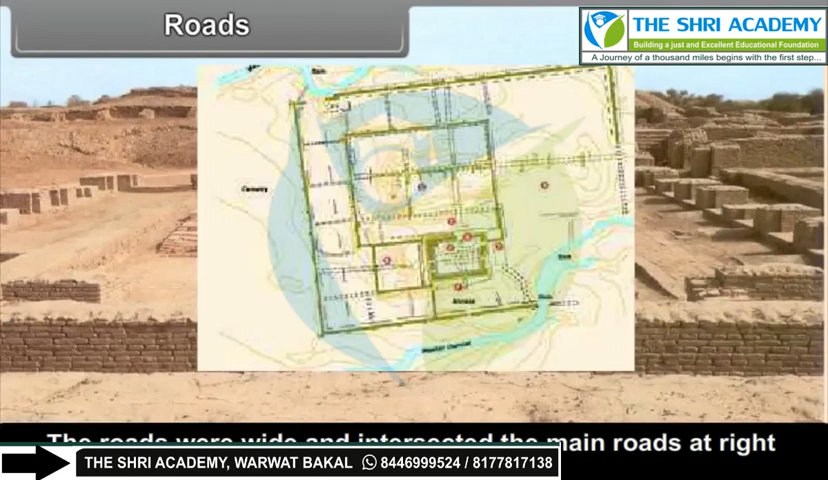 Roads
THE SHRI ACADEMY
Building a just and Excellent Educational Foundation
A Journey of a thousand miles begins with the first step...
Cemetry
The roads were wide and intersected the main roads at right
THE SHRI ACADEMY, WARWAT BAKAL 8446999524 / 8177817138